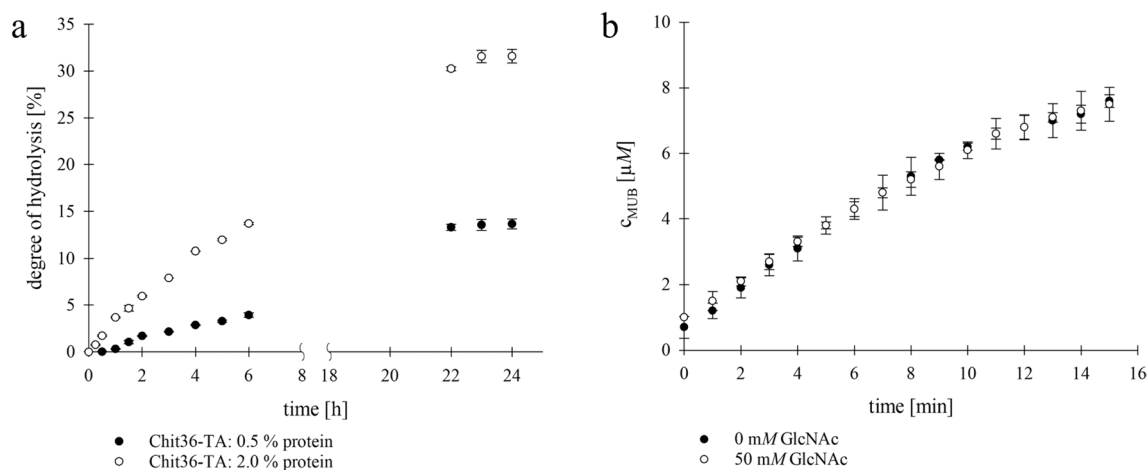 a
35
30
25
20
15
10
5
0
degree of hydrolysis [%]
0 2 4 6 8 18 20 22 24
time [h]
● Chit36-TA: 0.5 % protein
○ Chit36-TA: 2.0 % protein
b
10
8
6
4
2
0
cMUB [µM]
0 2 4 6 8 10 12 14 16
time [min]
● 0 mM GlcNAc
○ 50 mM GlcNAc